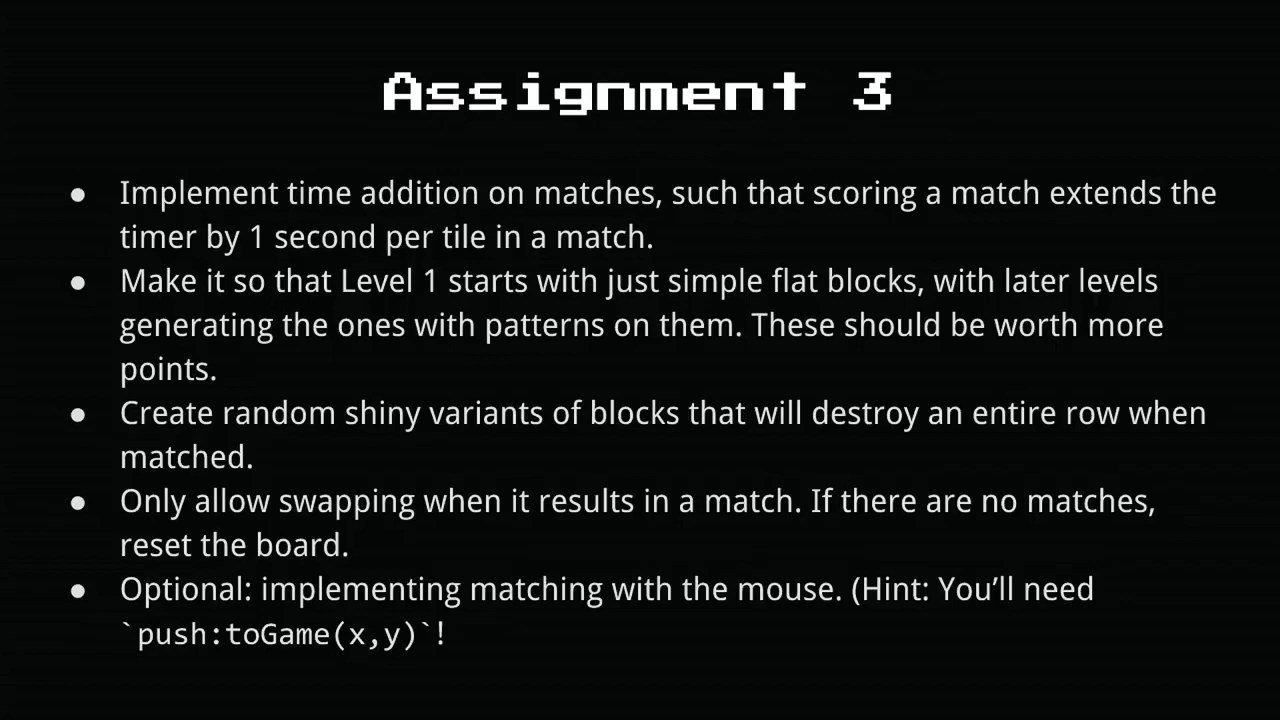 Assignment 3
● Implement time addition on matches, such that scoring a match extends the
timer by 1 second per tile in a match.
● Make it so that Level 1 starts with just simple flat blocks, with later levels
generating the ones with patterns on them. These should be worth more
points.
● Create random shiny variants of blocks that will destroy an entire row when
matched.
● Only allow swapping when it results in a match. If there are no matches,
reset the board.
● Optional: implementing matching with the mouse. (Hint: You’ll need
`push:toGame(x,y)`!